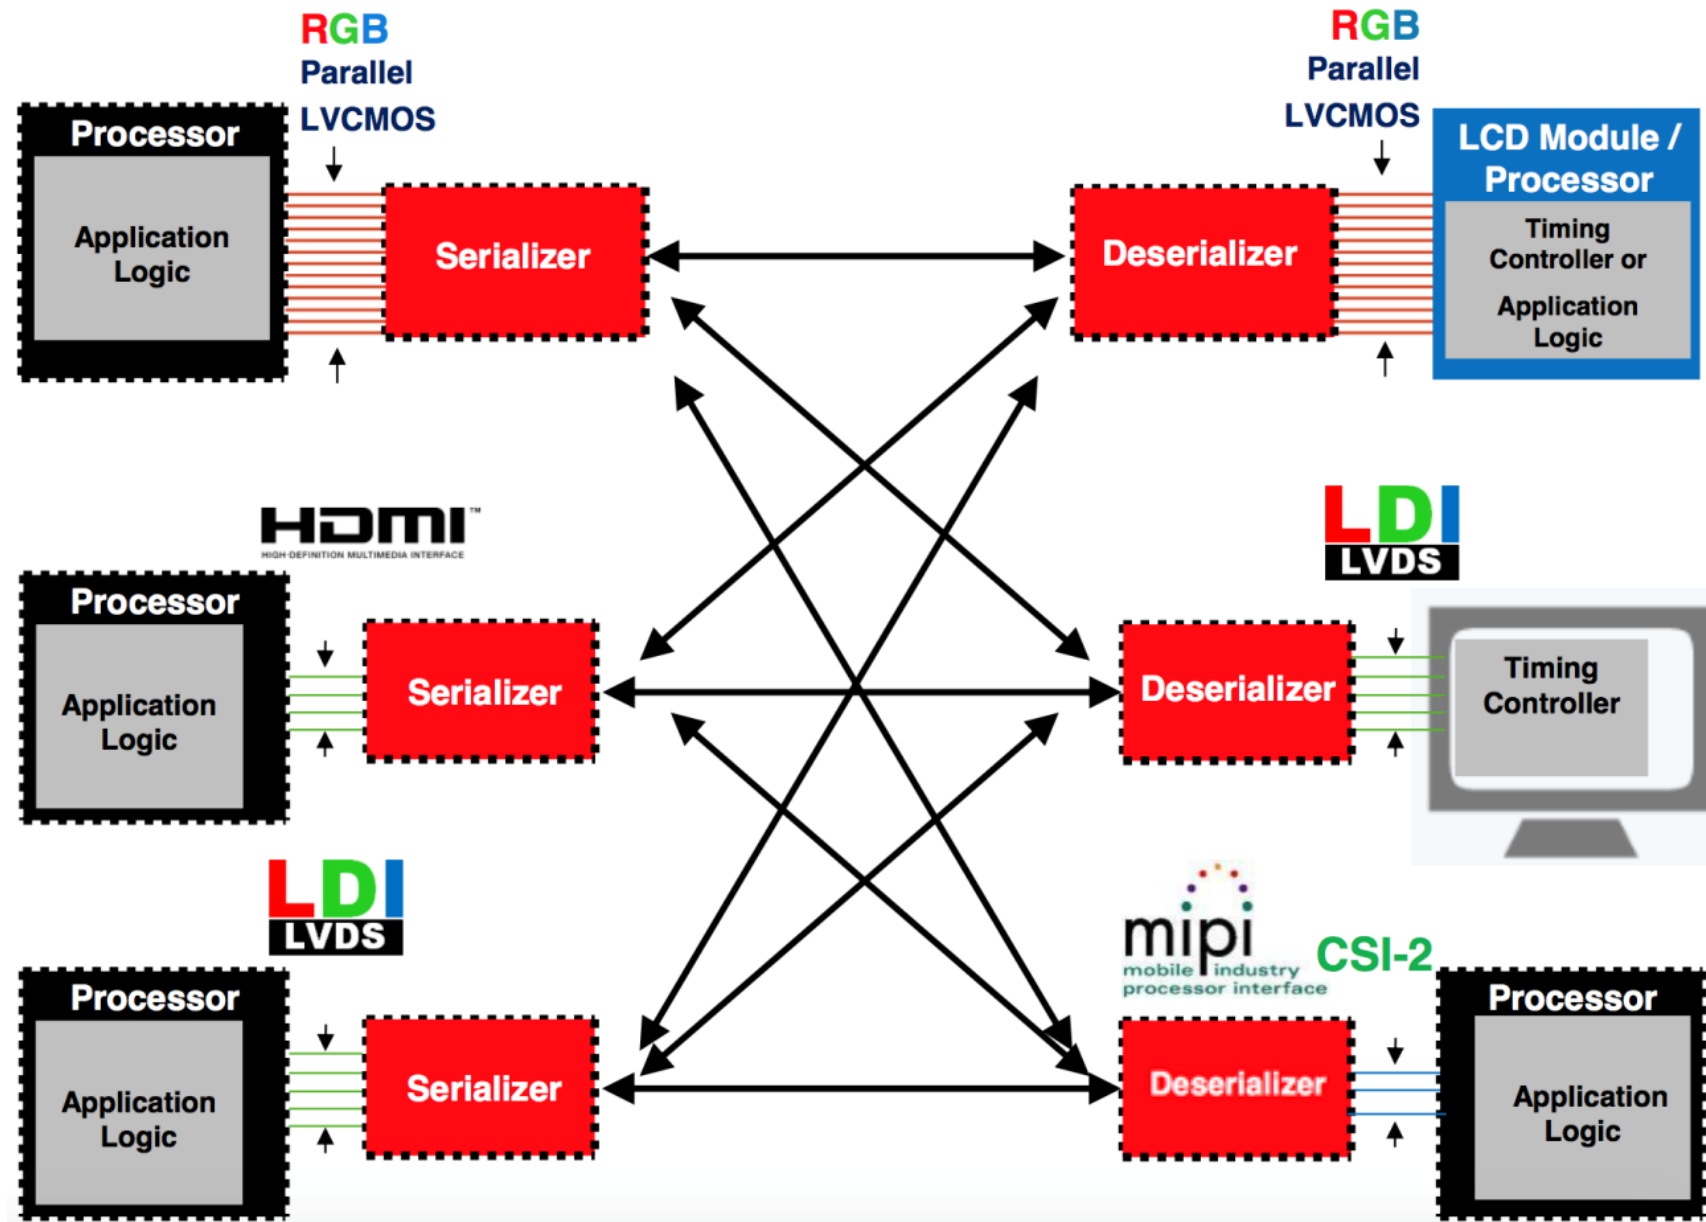 RGB
Parallel
LVCMOS
Processor
Application
Logic
Serializer
RGB
Parallel
LVCMOS
Deserializer
LCD Module /
Processor
Timing
Controller or
Application
Logic
HDMI™
HIGH-DEFINITION MULTIMEDIA INTERFACE
Processor
Application
Logic
Serializer
LDI
LVDS
Deserializer
Timing
Controller
LDI
LVDS
Processor
Application
Logic
Serializer
mipi
mobile industry
processor interface
CSI-2
Deserializer
Processor
Application
Logic